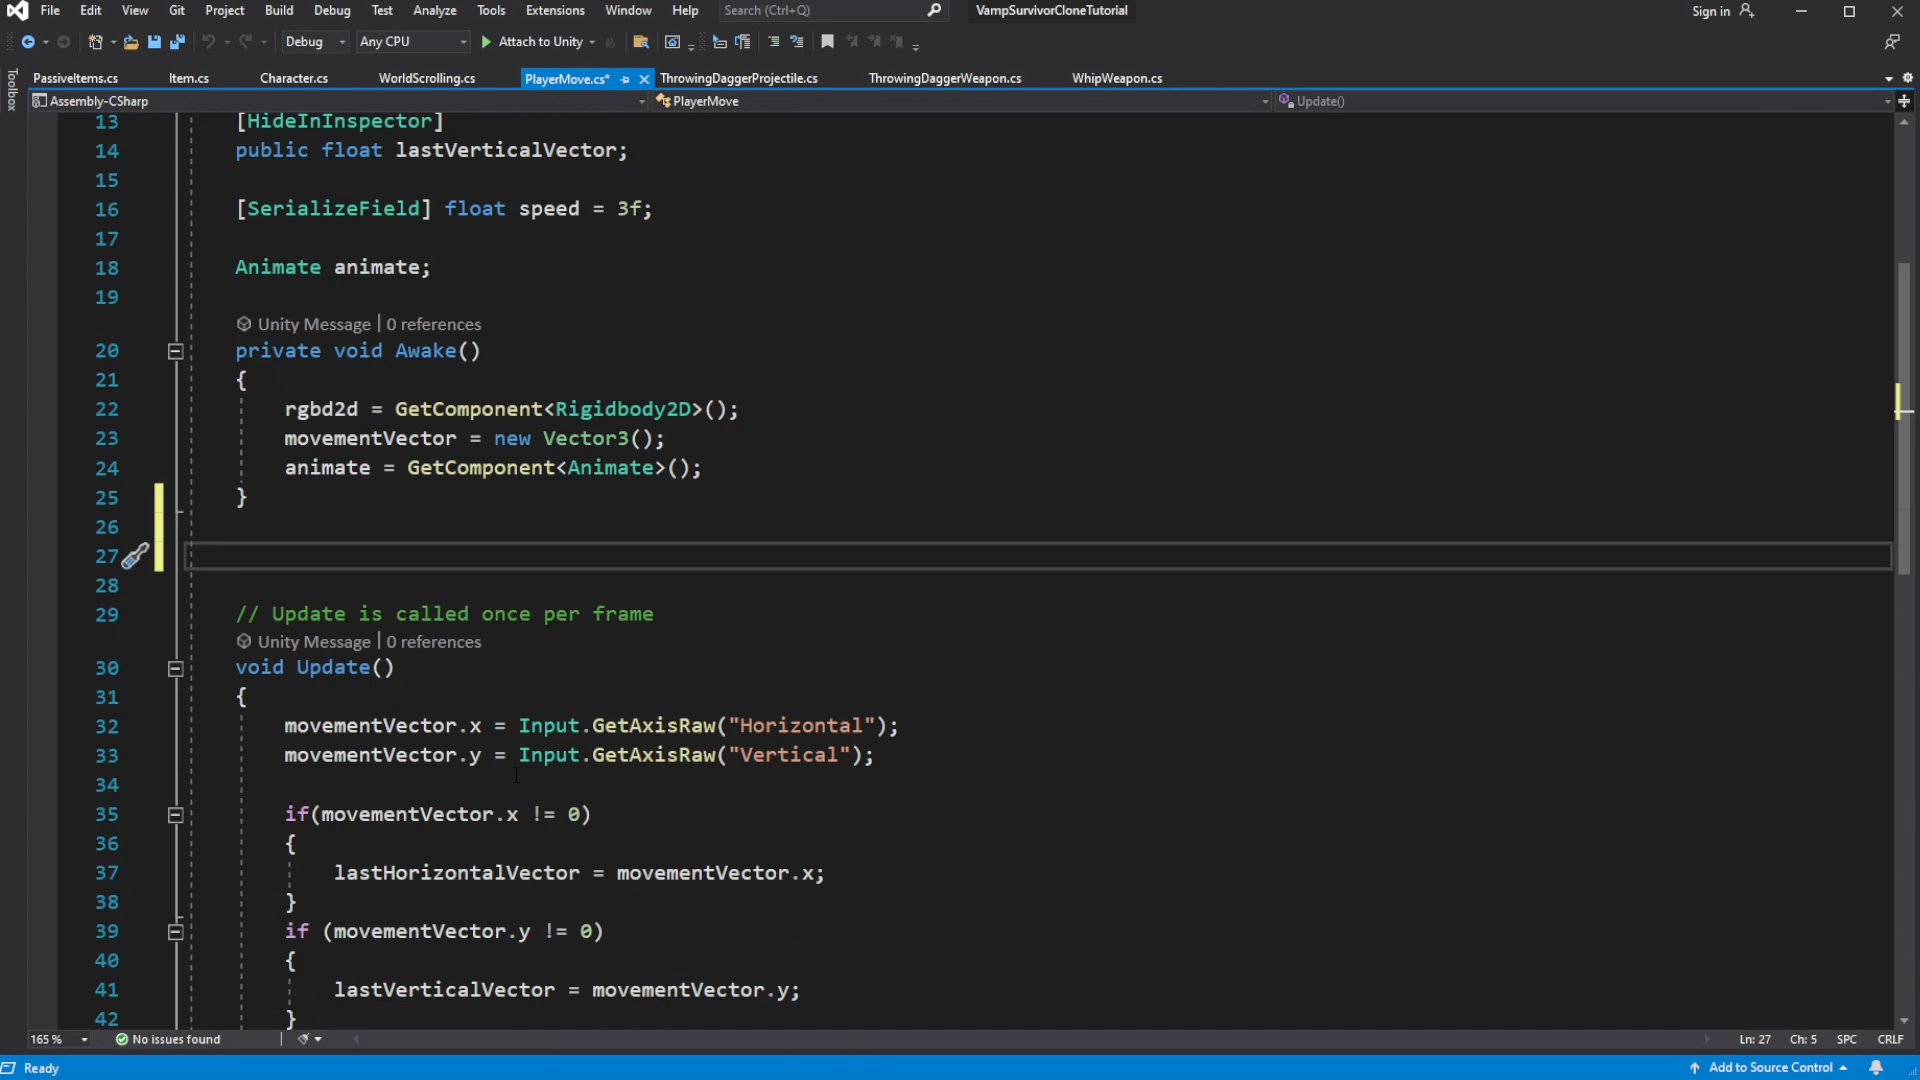 File Edit View Git Project Build Debug Test Analyze Tools Extensions Window Help Search (Ctrl+Q) VampSurvivorCloneTutorial Sign in
Debug Any CPU Attach to Unity
PassiveItems.cs Item.cs Character.cs WorldScrolling.cs PlayerMove.cs* ThrowingDaggerProjectile.cs ThrowingDaggerWeapon.cs WhipWeapon.cs
Toolbox
Assembly-CSharp PlayerMove Update()
13 [HideInInspector]
14 public float lastVerticalVector;
15
16 [SerializeField] float speed = 3f;
17
18 Animate animate;
19
Unity Message | 0 references
20 private void Awake()
21 {
22 rgbd2d = GetComponent<Rigidbody2D>();
23 movementVector = new Vector3();
24 animate = GetComponent<Animate>();
25 }
26
27
28
29 // Update is called once per frame
Unity Message | 0 references
30 void Update()
31 {
32 movementVector.x = Input.GetAxisRaw("Horizontal");
33 movementVector.y = Input.GetAxisRaw("Vertical");
34
35 if(movementVector.x != 0)
36 {
37 lastHorizontalVector = movementVector.x;
38 }
39 if (movementVector.y != 0)
40 {
41 lastVerticalVector = movementVector.y;
42 }
165 % No issues found Ln: 27 Ch: 5 SPC CRLF
Ready Add to Source Control